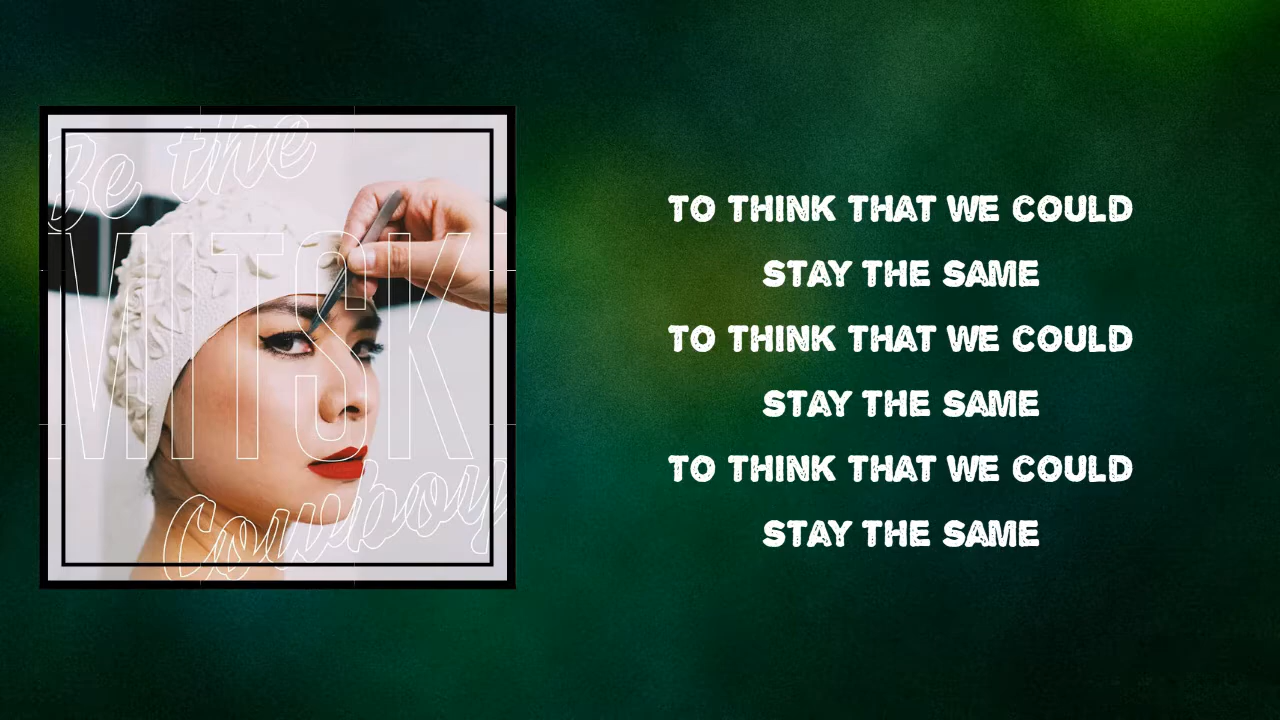 Be the
MITSKI
Cowboy
TO THINK THAT WE COULD
STAY THE SAME
TO THINK THAT WE COULD
STAY THE SAME
TO THINK THAT WE COULD
STAY THE SAME